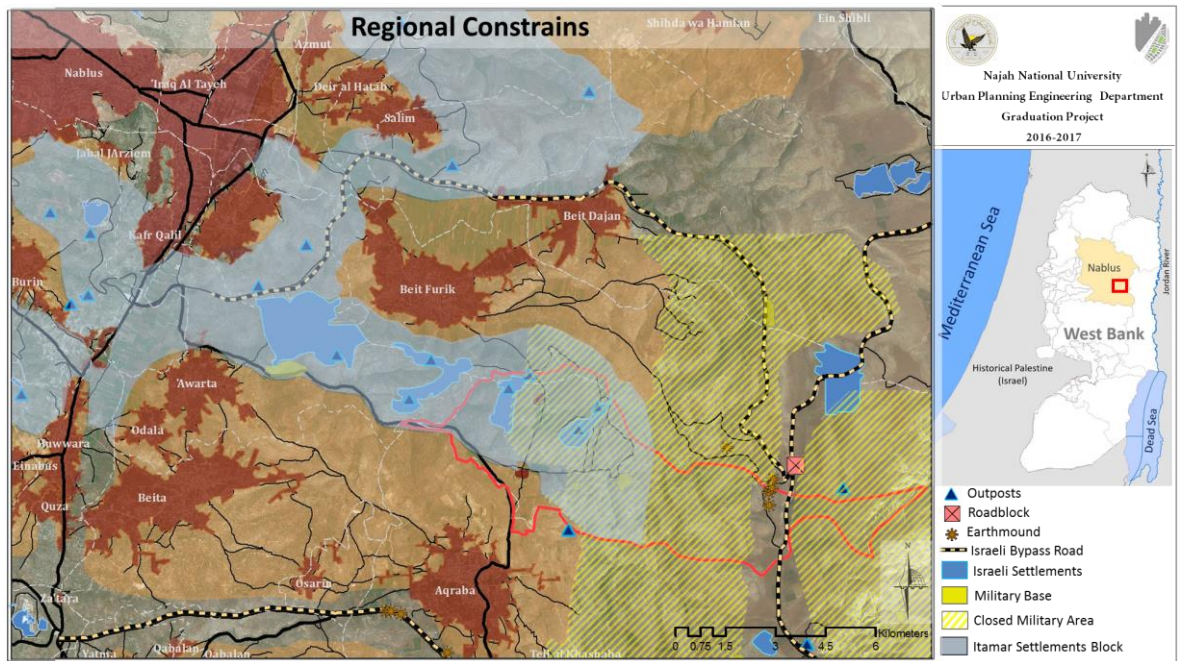 Regional Constrains
Shihda wa Hamlan
Ein Shibli
'Azmut
Nablus
'Iraq Al Tayeh
Deir al Hatab
Salim
Jabal JArziem
Beit Dajan
Kafr Qalil
Burin
Beit Furik
'Awarta
Odala
Huwwara
Einabus
Beita
Quza
Osarin
Aqraba
Za'tara
Yatma
Qabalan
Qabalan
Tell al Khashaba
N
Kilometers
0 0.75 1.5 3 4.5 6
Najah National University
Urban Planning Engineering Department
Graduation Project
2016-2017
Mediterranean Sea
Nablus
Jordan River
West Bank
Historical Palestine
(Israel)
Dead Sea
Outposts
Roadblock
Earthmound
Israeli Bypass Road
Israeli Settlements
Military Base
Closed Military Area
Itamar Settlements Block